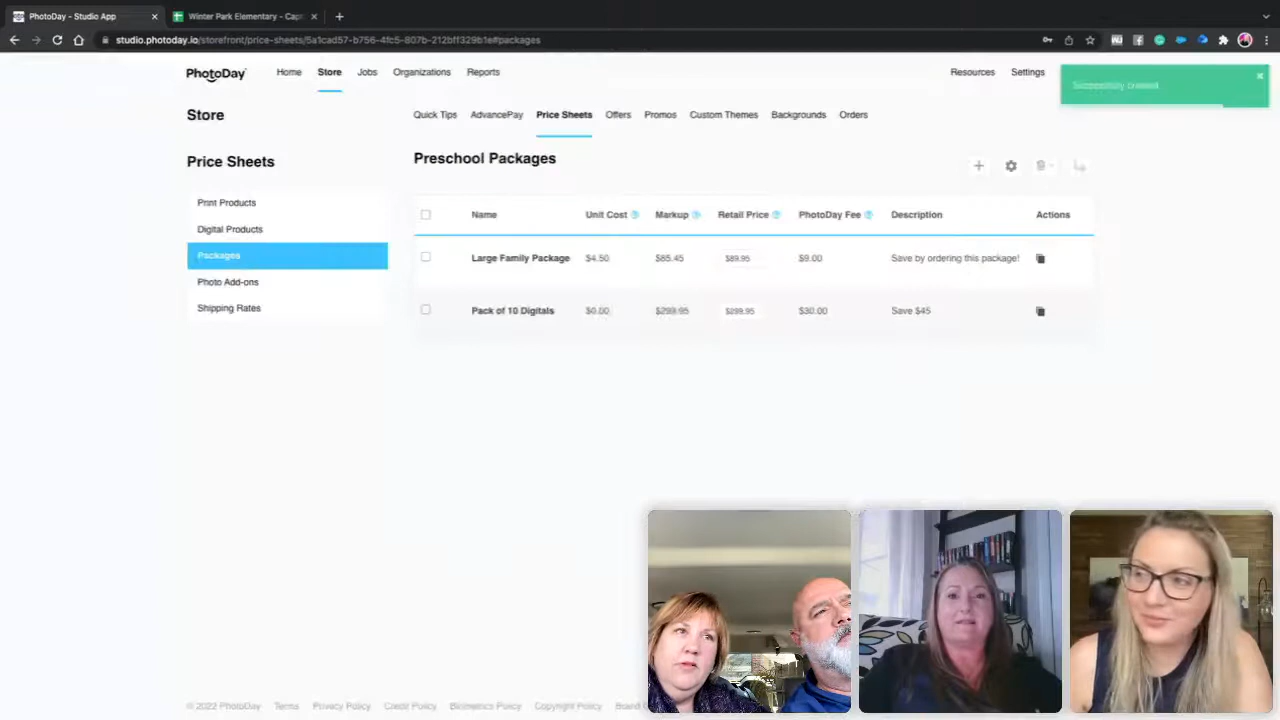 PhotoDay - Studio App
Winter Park Elementary - Capt
studio.photoday.io/storefront/price-sheets/5a1cad57-b756-4fc5-807b-212bff329b1e#packages
PhotoDay Home Store Jobs Organizations Reports Resources Settings
Successfully created
Store Quick Tips AdvancePay Price Sheets Offers Promos Custom Themes Backgrounds Orders
Price Sheets
Print Products
Digital Products
Packages
Photo Add-ons
Shipping Rates
Preschool Packages
Name Unit Cost Markup Retail Price PhotoDay Fee Description Actions
Large Family Package $4.50 $85.45 $89.95 $9.00 Save by ordering this package!
Pack of 10 Digitals $0.00 $299.95 $299.95 $30.00 Save $45
© 2022 PhotoDay Terms Privacy Policy Credit Policy Biometrics Policy Copyright Policy Brand